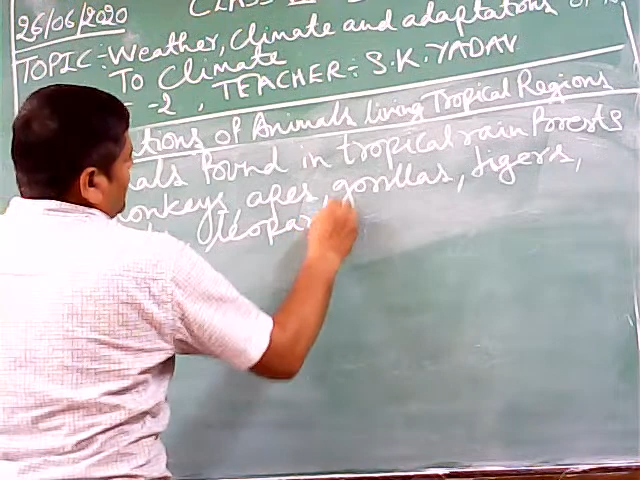 26/06/2020 CLASS
TOPIC:- Weather, Climate and adaptations of
To Climate
-2, TEACHER:- S.K. YADAV
tions of Animals living Tropical Regions
als found in tropical rain Forests
onkeys, apes, gorillas, tigers,
leopar